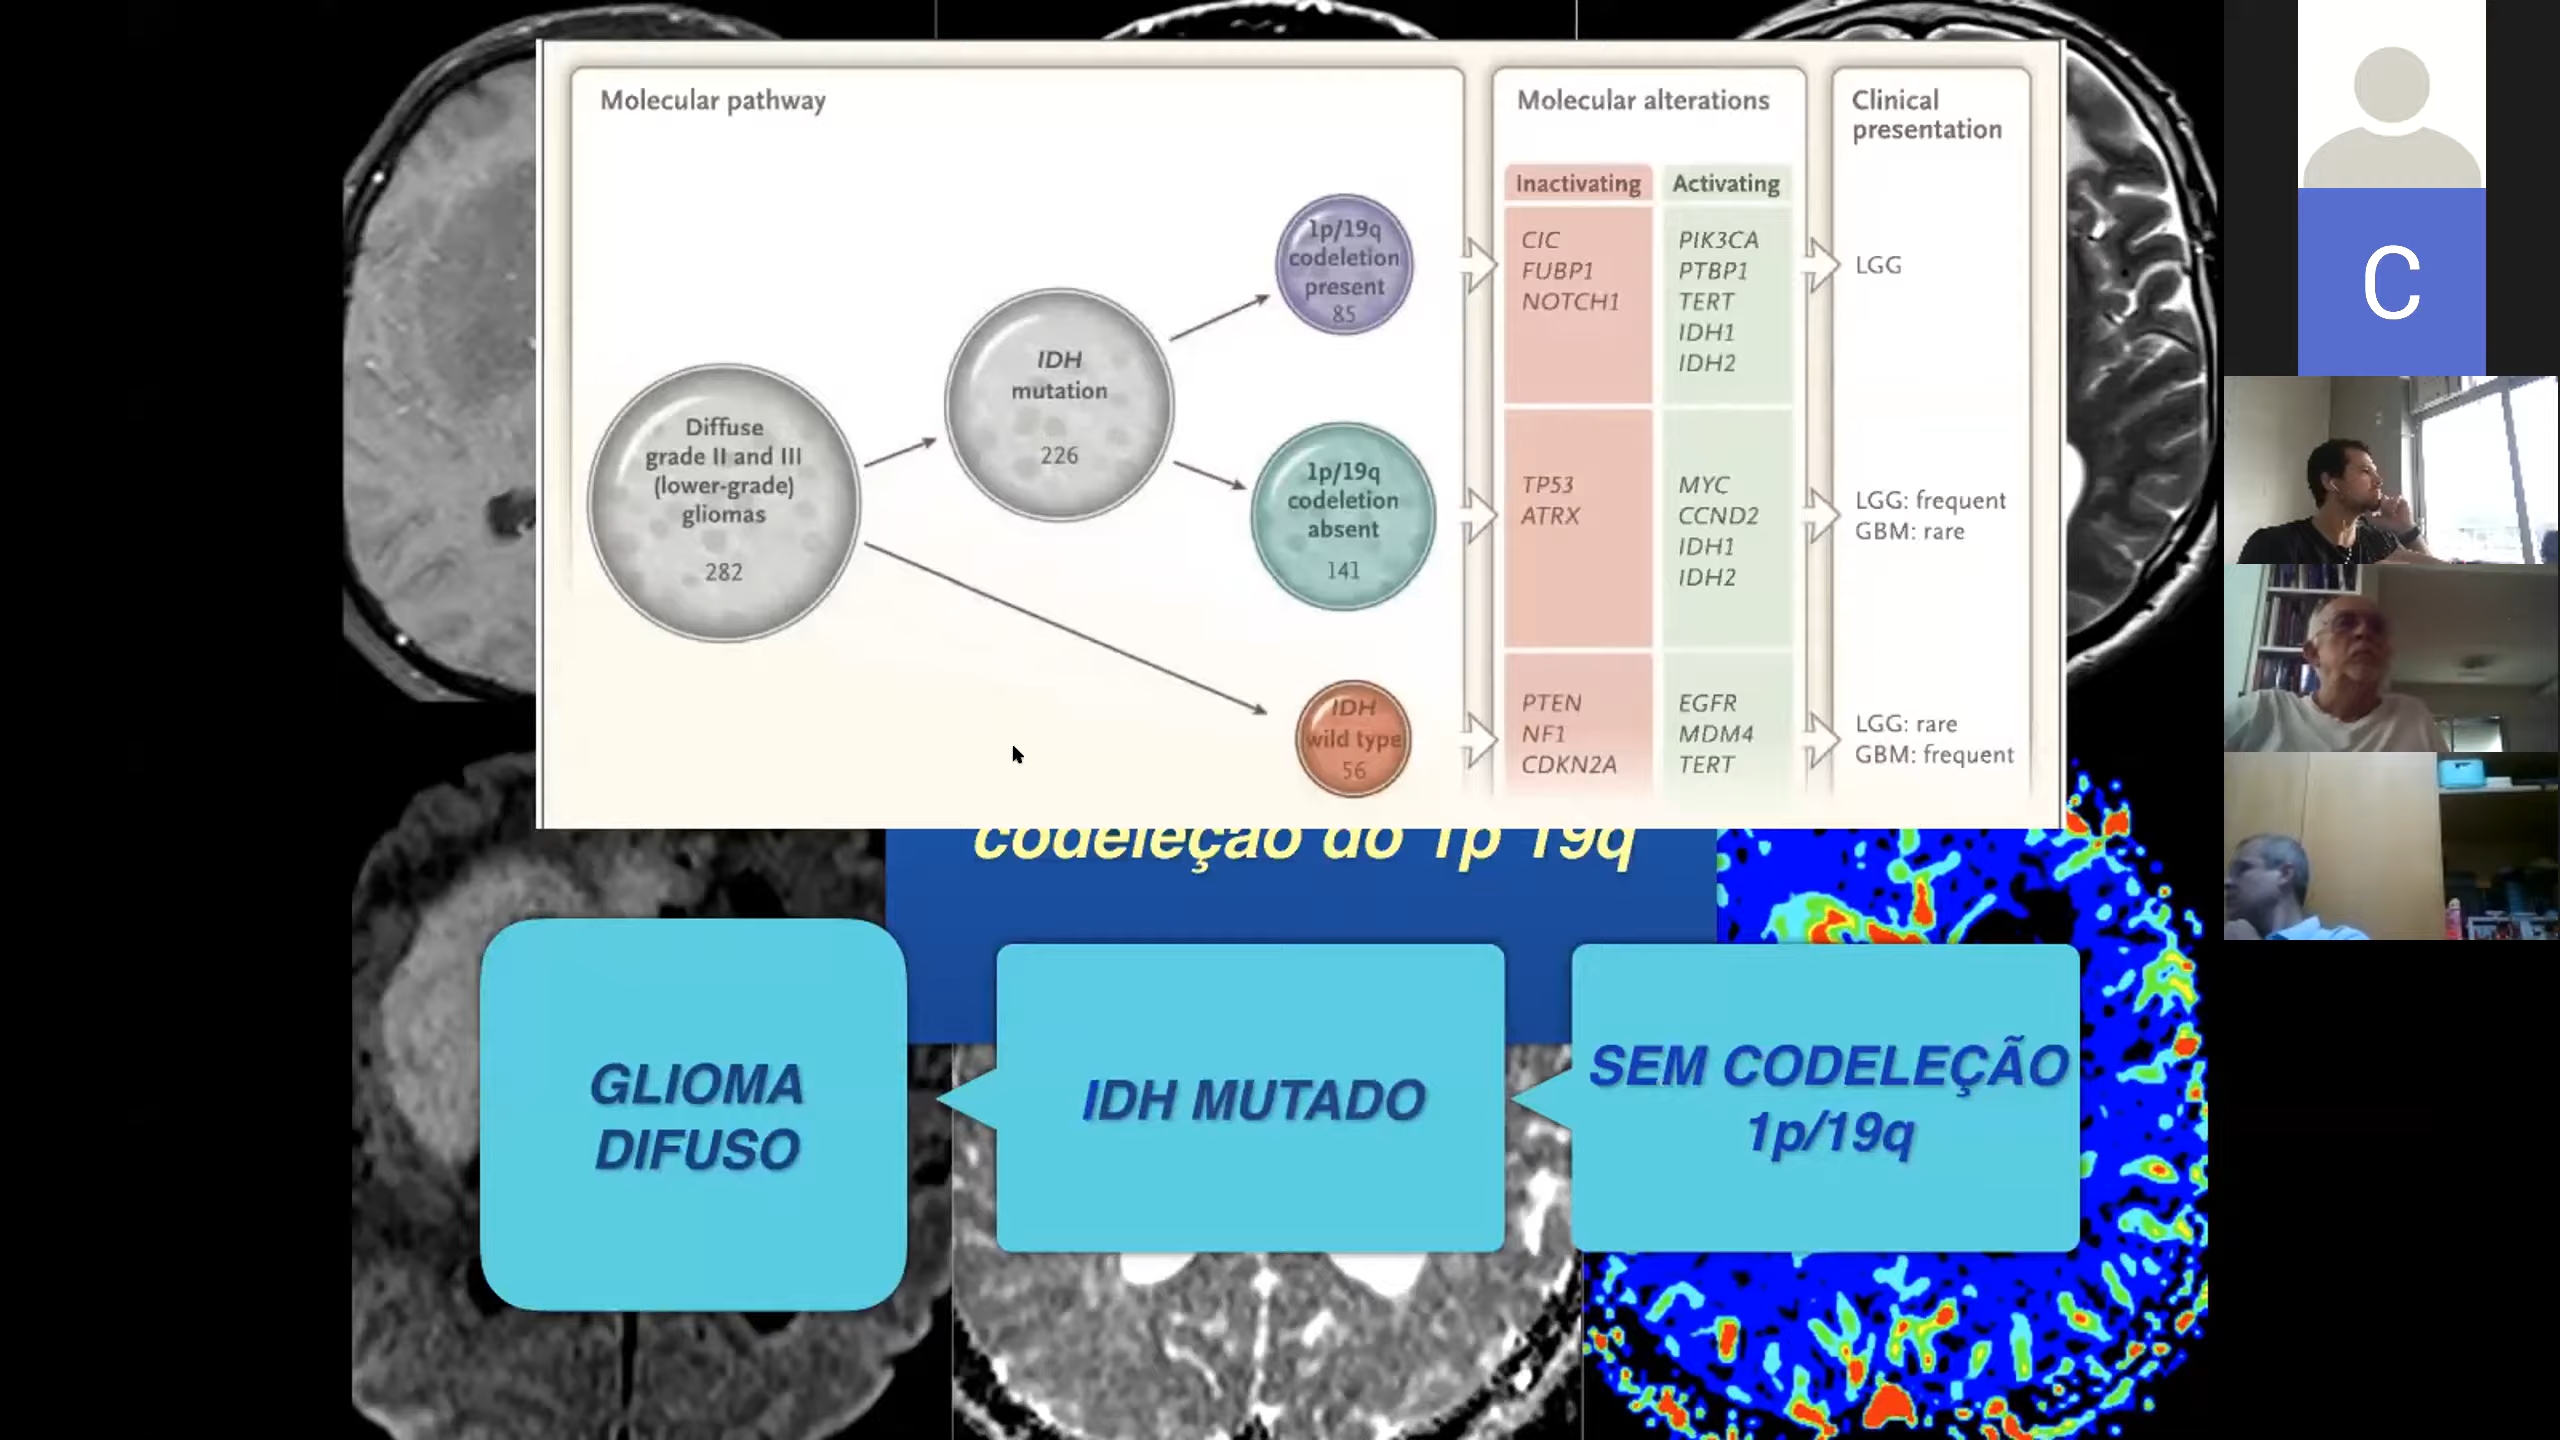 Molecular pathway
Diffuse
grade II and III
(lower-grade)
gliomas
282
IDH
mutation
226
1p/19q
codeletion
present
85
1p/19q
codeletion
absent
141
IDH
wild type
56
Molecular alterations
Inactivating
Activating
CIC
FUBP1
NOTCH1
PIK3CA
PTBP1
TERT
IDH1
IDH2
TP53
ATRX
MYC
CCND2
IDH1
IDH2
PTEN
NF1
CDKN2A
EGFR
MDM4
TERT
Clinical
presentation
LGG
LGG: frequent
GBM: rare
LGG: rare
GBM: frequent
codeleção do 1p 19q
GLIOMA
DIFUSO
IDH MUTADO
SEM CODELEÇÃO
1p/19q
C